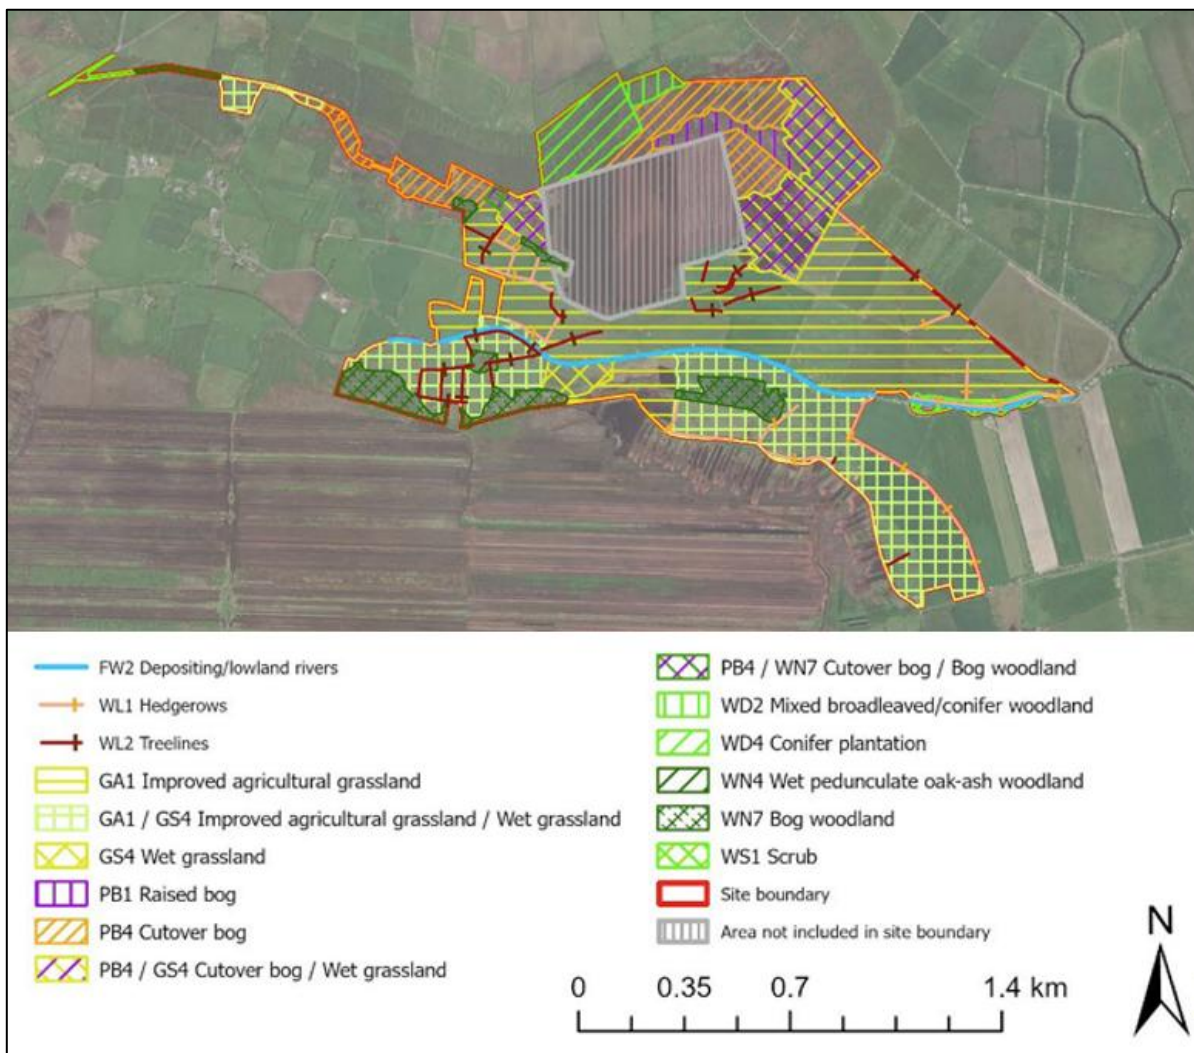 FW2 Depositing/lowland rivers
WL1 Hedgerows
WL2 Treelines
GA1 Improved agricultural grassland
GA1 / GS4 Improved agricultural grassland / Wet grassland
GS4 Wet grassland
PB1 Raised bog
PB4 Cutover bog
PB4 / GS4 Cutover bog / Wet grassland
PB4 / WN7 Cutover bog / Bog woodland
WD2 Mixed broadleaved/conifer woodland
WD4 Conifer plantation
WN4 Wet pedunculate oak-ash woodland
WN7 Bog woodland
WS1 Scrub
Site boundary
Area not included in site boundary
0 0.35 0.7 1.4 km
N